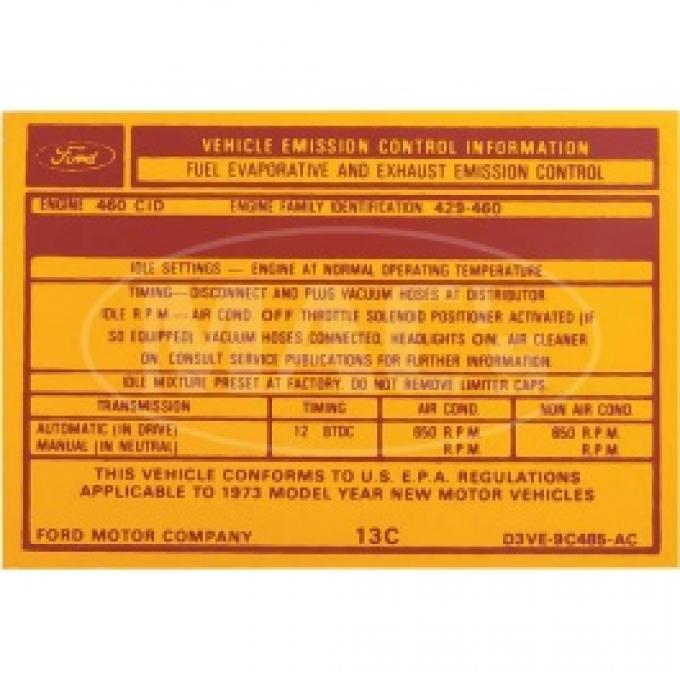 Ford
VEHICLE EMISSION CONTROL INFORMATION
FUEL EVAPORATIVE AND EXHAUST EMISSION CONTROL
ENGINE 460 CID ENGINE FAMILY IDENTIFICATION 429-460
IDLE SETTINGS — ENGINE AT NORMAL OPERATING TEMPERATURE
TIMING — DISCONNECT AND PLUG VACUUM HOSES AT DISTRIBUTOR.
IDLE R.P.M. — AIR COND. OFF THROTTLE SOLENOID POSITIONER ACTIVATED (IF
SO EQUIPPED), VACUUM HOSES CONNECTED, HEADLIGHTS ON, AIR CLEANER
ON. CONSULT SERVICE PUBLICATIONS FOR FURTHER INFORMATION.
IDLE MIXTURE PRESET AT FACTORY. DO NOT REMOVE LIMITER CAPS.
TRANSMISSION TIMING AIR COND. NON AIR COND.
AUTOMATIC (IN DRIVE) 12 BTDC 650 R.P.M. 650 R.P.M.
MANUAL (IN NEUTRAL) R.P.M. R.P.M.
THIS VEHICLE CONFORMS TO U.S. E.P.A. REGULATIONS
APPLICABLE TO 1973 MODEL YEAR NEW MOTOR VEHICLES
FORD MOTOR COMPANY 13C D3VE-9C485-AC